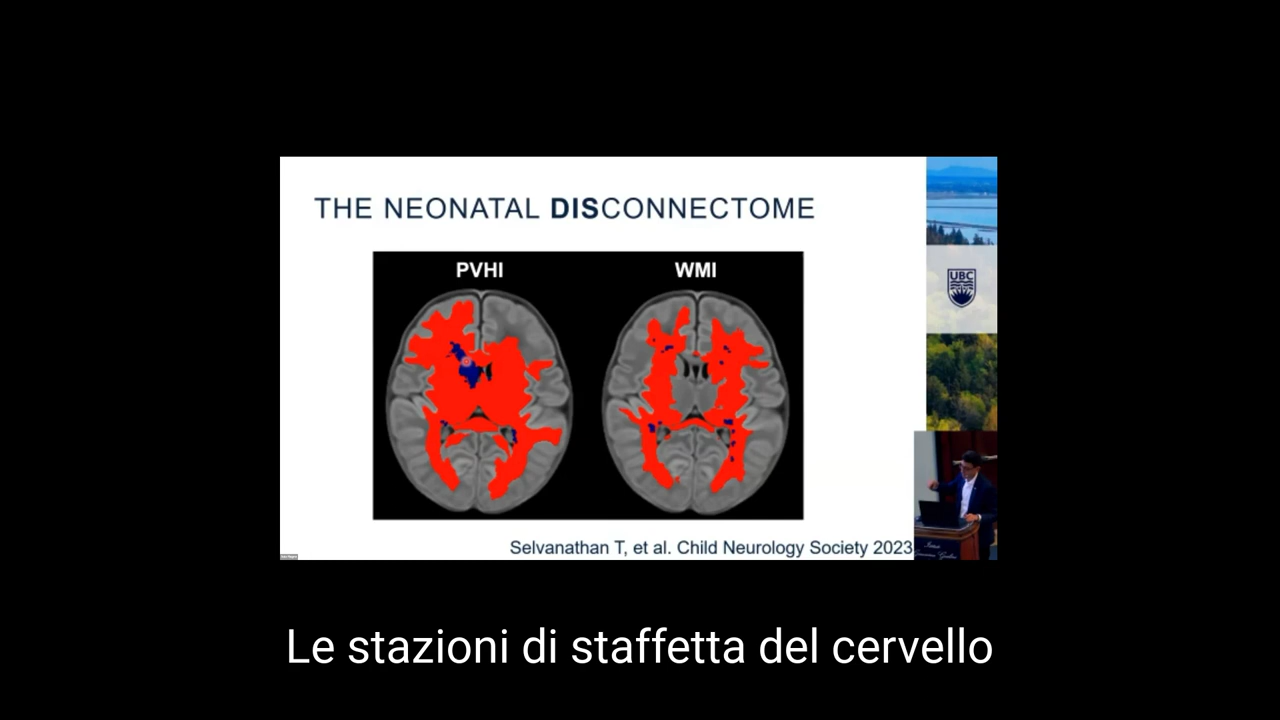 THE NEONATAL DISCONNECTOME
PVHI
WMI
UBC
Selvanathan T, et al. Child Neurology Society 2023
Le stazioni di staffetta del cervello